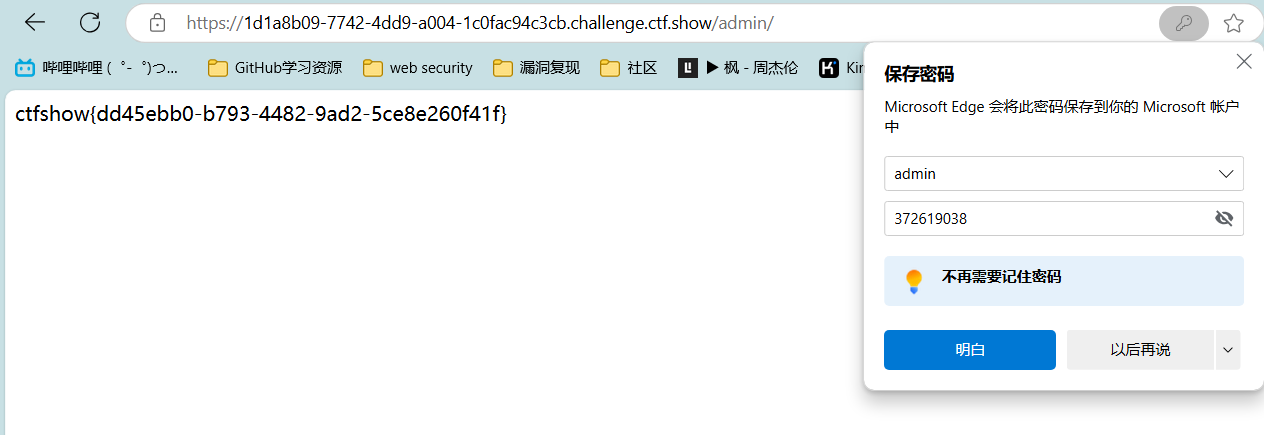 https://1d1a8b09-7742-4dd9-a004-1c0fac94c3cb.challenge.ctf.show/admin/
哔哩哔哩 ( ゜- ゜)つ...
GitHub学习资源
web security
漏洞复现
社区
▶ 枫 - 周杰伦
Kir
ctfshow{dd45ebb0-b793-4482-9ad2-5ce8e260f41f}
保存密码
Microsoft Edge 会将此密码保存到你的 Microsoft 帐户
中
admin
372619038
不再需要记住密码
明白
以后再说